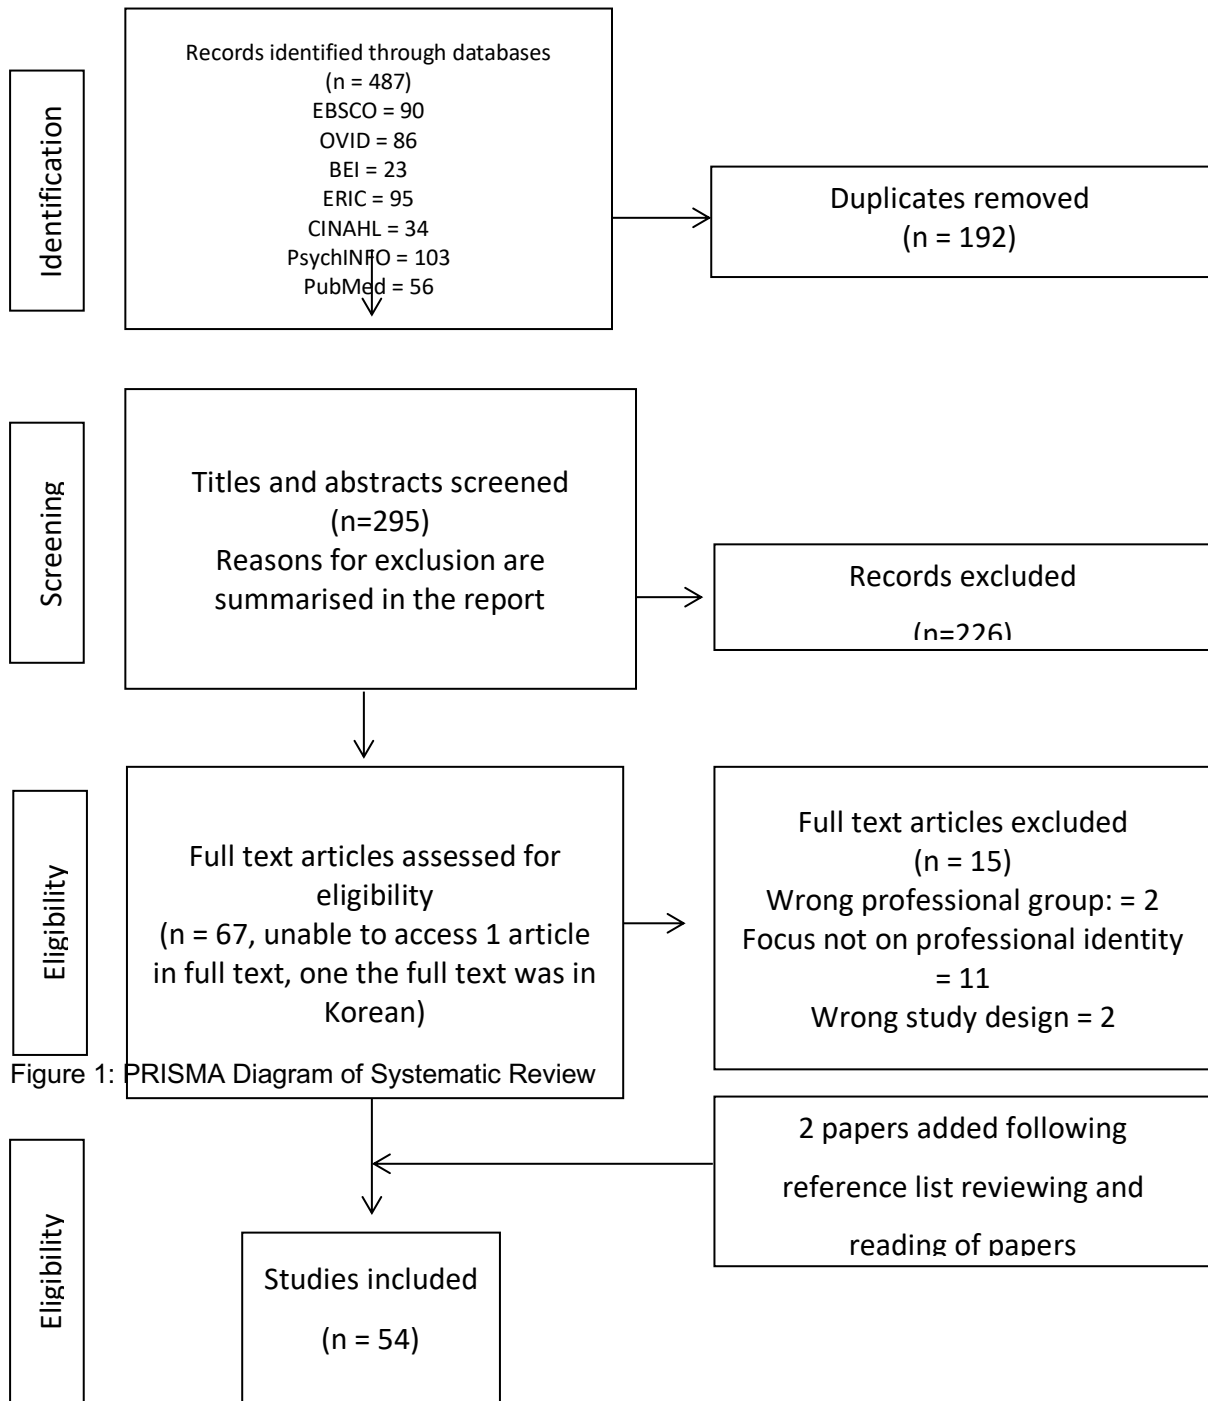 Identification
Records identified through databases
(n = 487)
EBSCO = 90
OVID = 86
BEI = 23
ERIC = 95
CINAHL = 34
PsychINFO = 103
PubMed = 56
Duplicates removed
(n = 192)
Screening
Titles and abstracts screened
(n=295)
Reasons for exclusion are
summarised in the report
Records excluded
(n=226)
Eligibility
Full text articles assessed for
eligibility
(n = 67, unable to access 1 article
in full text, one the full text was in
Korean)
Full text articles excluded
(n = 15)
Wrong professional group: = 2
Focus not on professional identity
= 11
Wrong study design = 2
Figure 1: PRISMA Diagram of Systematic Review
Eligibility
2 papers added following
reference list reviewing and
reading of papers
Studies included
(n = 54)